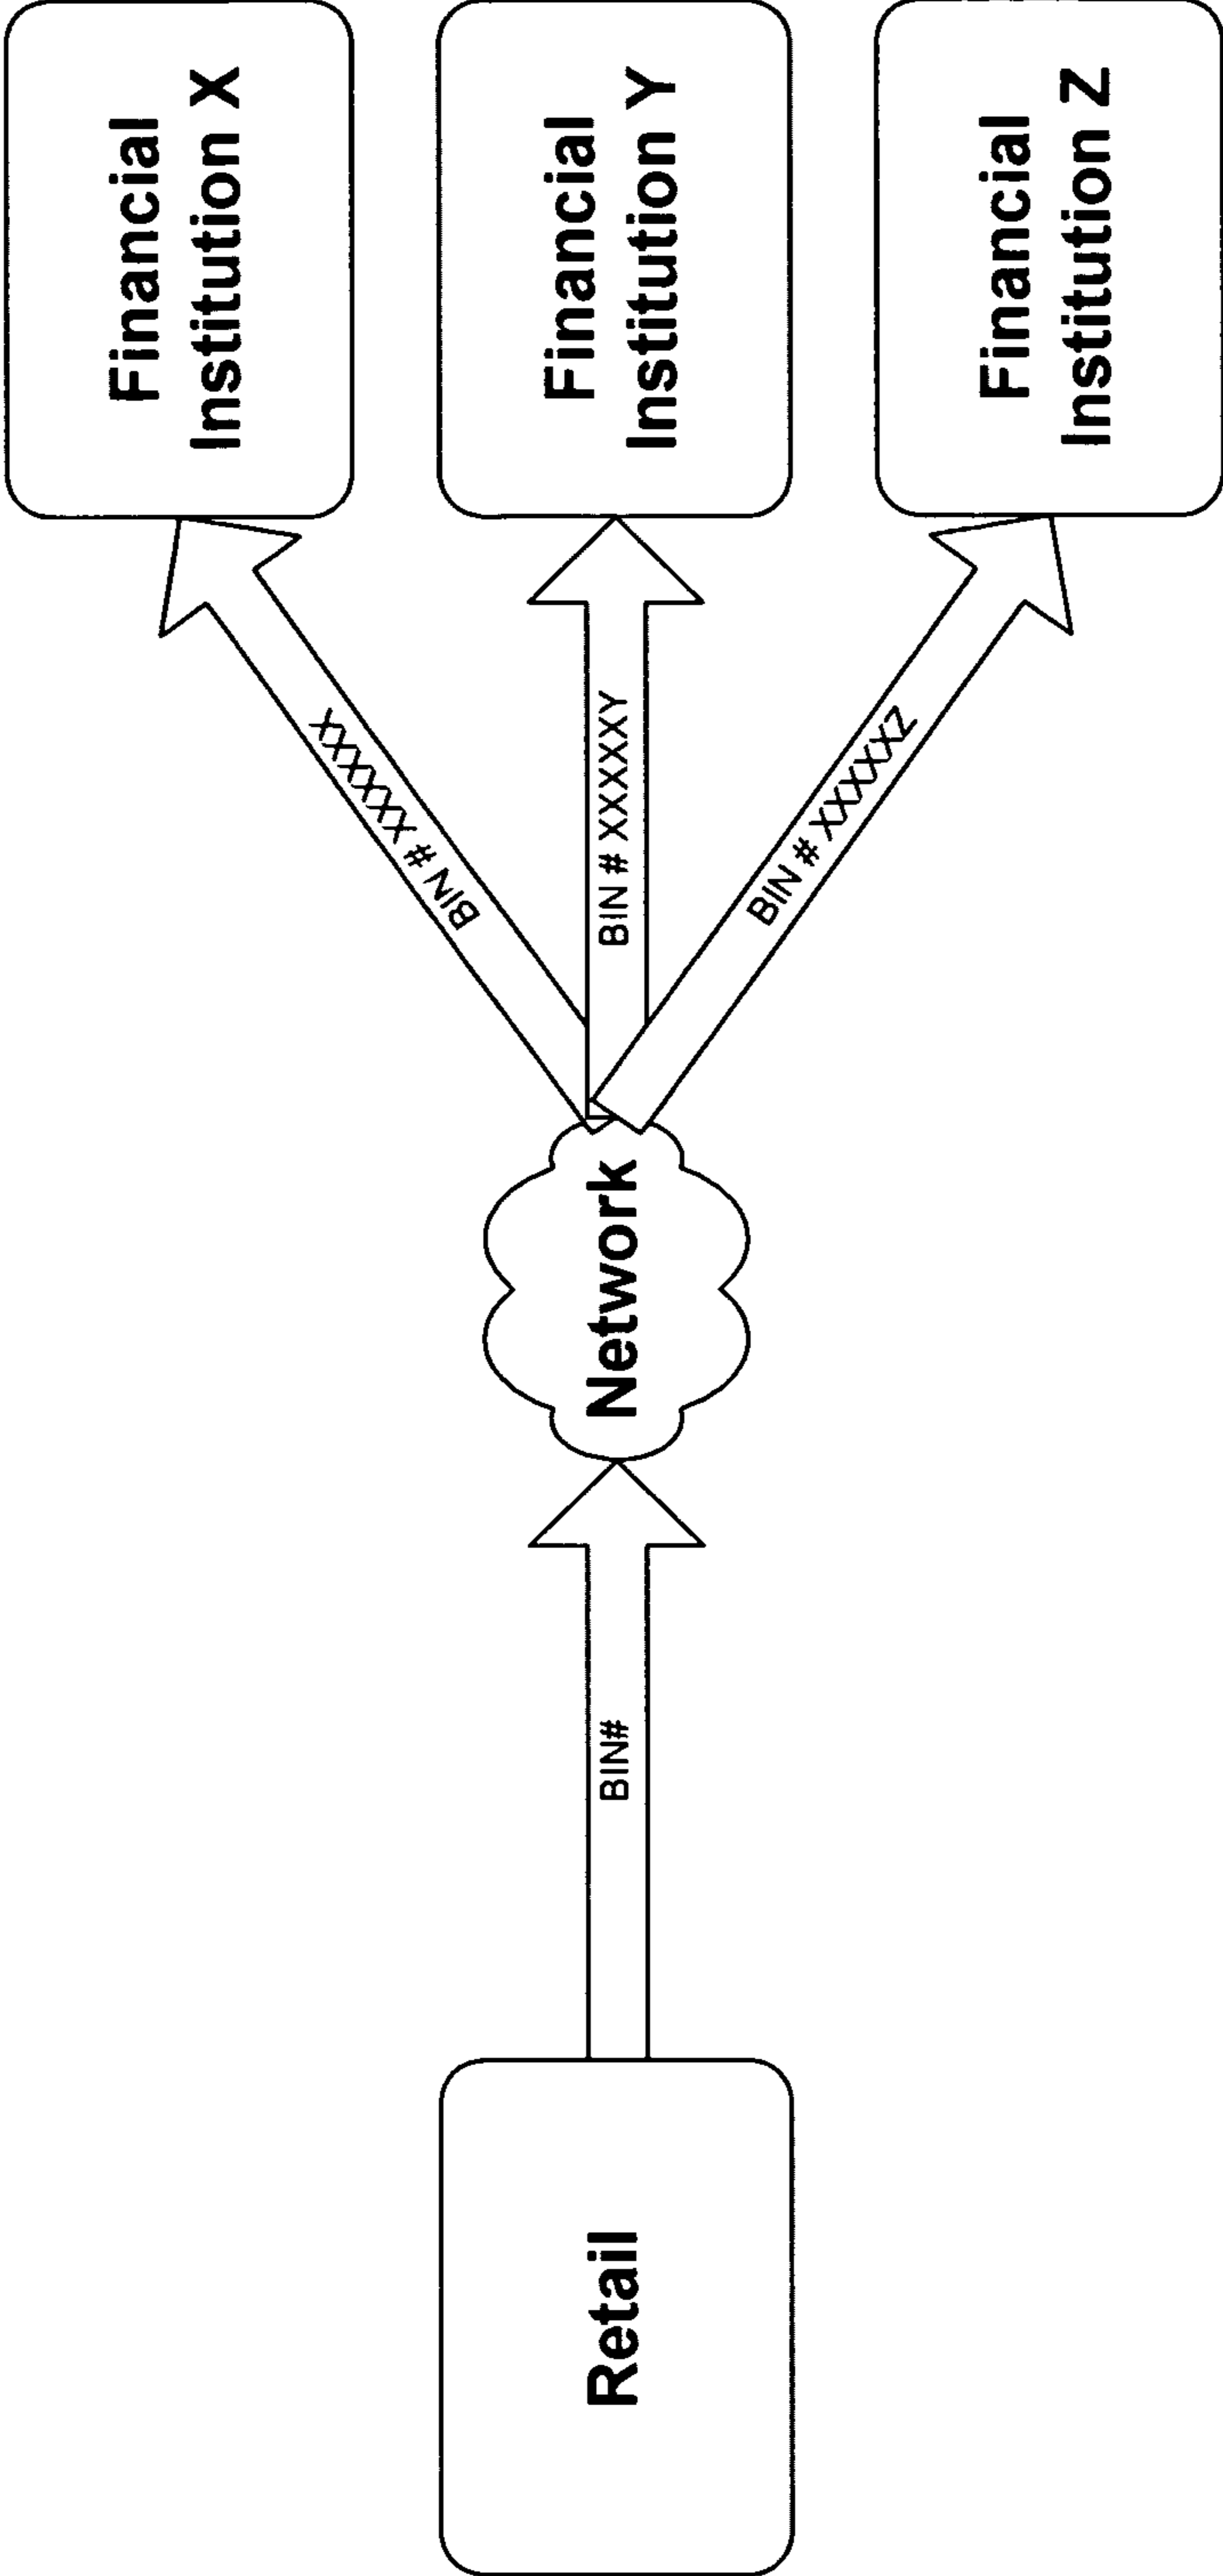 Retail
BIN#
Network
BIN # XXXXXX
BIN # XXXXXY
BIN # XXXXXZ
Financial
Institution X
Financial
Institution Y
Financial
Institution Z